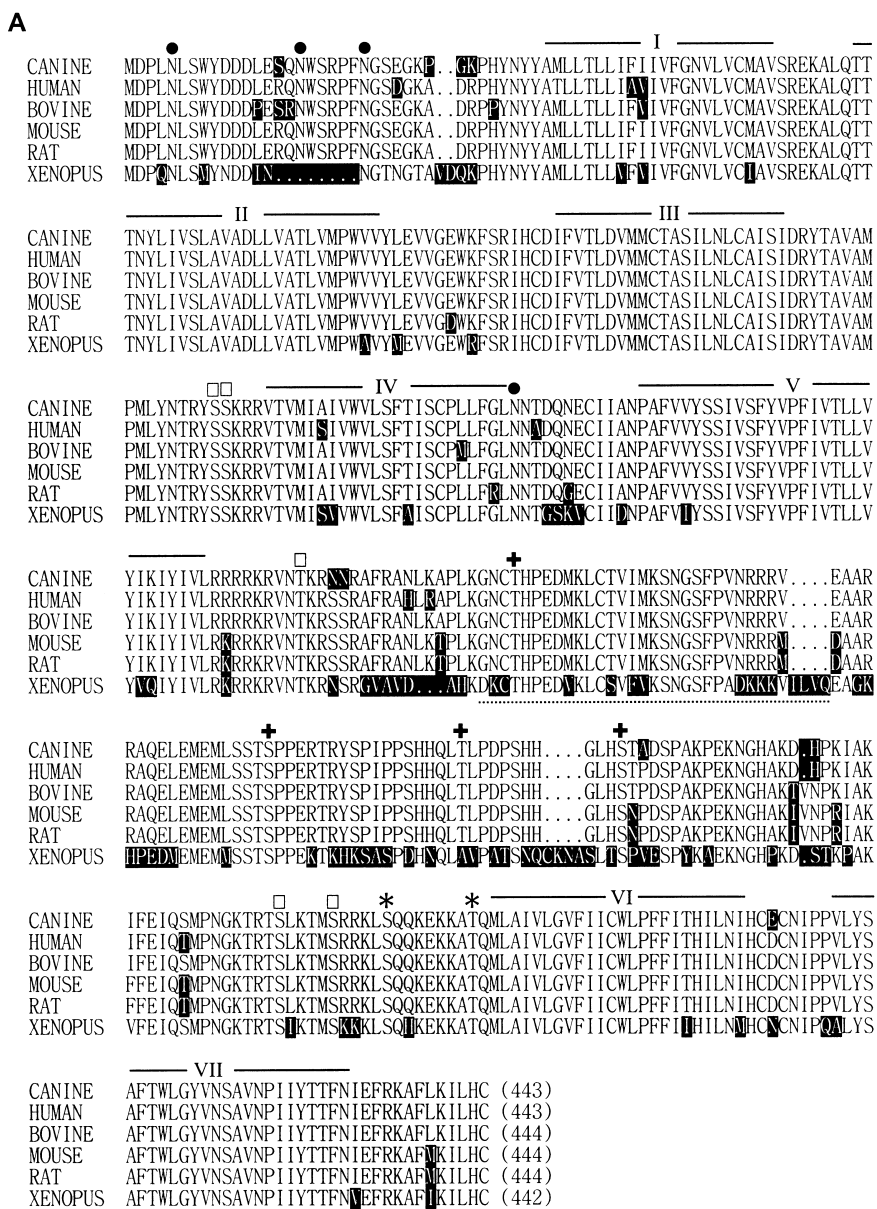 A
I
CANINE MDPLNLSWYDDDLESQNWSRPFNGSEGKP..GKPHYNYYAMLLTLLIFIIVFGNVLVCMAVSREKALQTT
HUMAN MDPLNLSWYDDDLERQNWSRPFNGSDGKA..DRPHYNYYAMLLTLLIAVIVFGNVLVCMAVSREKALQTT
BOVINE MDPLNLSWYDDDPESRNWSRPFNGSEGKA..DRPPYNYYAMLLTLLIFVIVFGNVLVCMAVSREKALQTT
MOUSE MDPLNLSWYDDDLERQNWSRPFNGSEGKA..DRPHYNYYAMLLTLLIFIIVFGNVLVCMAVSREKALQTT
RAT MDPLNLSWYDDDLERQNWSRPFNGSEGKA..DRPHYNYYAMLLTLLIFIIVFGNVLVCMAVSREKALQTT
XENOPUS MDPQNLSMYNDDIN........NGTNGTAVDQKPHYNYYAMLLTLLVFVIVFGNVLVCIAVSREKALQTT
II III
CANINE TNYLIVSLAVADLLVATLVMPWVVYLEVVGEWKFSRIHCDIFVTLDVMMCTASILNLCAISIDRYTAVAM
HUMAN TNYLIVSLAVADLLVATLVMPWVVYLEVVGEWKFSRIHCDIFVTLDVMMCTASILNLCAISIDRYTAVAM
BOVINE TNYLIVSLAVADLLVATLVMPWVVYLEVVGEWKFSRIHCDIFVTLDVMMCTASILNLCAISIDRYTAVAM
MOUSE TNYLIVSLAVADLLVATLVMPWVVYLEVVGEWKFSRIHCDIFVTLDVMMCTASILNLCAISIDRYTAVAM
RAT TNYLIVSLAVADLLVATLVMPWVVYLEVVGDWKFSRIHCDIFVTLDVMMCTASILNLCAISIDRYTAVAM
XENOPUS TNYLIVSLAVADLLVATLVMPWAVYMEVVGEWRFSRIHCDIFVTLDVMMCTASILNLCAISIDRYTAVAM
IV V
CANINE PMLYNTRYSSKRRVTVMIAIVWVLSFTISCPLLFGLNNTDQNECIIANPAFVVYSSIVSFYVPFIVTLLV
HUMAN PMLYNTRYSSKRRVTVMISIVWVLSFTISCPLLFGLNNADQNECIIANPAFVVYSSIVSFYVPFIVTLLV
BOVINE PMLYNTRYSSKRRVTVMIAIVWVLSFTISCPMLFGLNNTDQNECIIANPAFVVYSSIVSFYVPFIVTLLV
MOUSE PMLYNTRYSSKRRVTVMIAIVWVLSFTISCPLLFGLNNTDQNECIIANPAFVVYSSIVSFYVPFIVTLLV
RAT PMLYNTRYSSKRRVTVMIAIVWVLSFTISCPLLFRLNNTDQGECIIANPAFVVYSSIVSFYVPFIVTLLV
XENOPUS PMLYNTRYSSKRRVTVMISVVWVLSFAISCPLLFGLNNTGSKVCIIDNPAFVIYSSIVSFYVPFIVTLLV
CANINE YIKIYIVLRRRRKRVNTKRNNRAFRANLKAPLKGNCTHPEDMKLCTVIMKSNGSFPVNRRRV....EAAR
HUMAN YIKIYIVLRRRRKRVNTKRSSRAFRAHLRAPLKGNCTHPEDMKLCTVIMKSNGSFPVNRRRV....EAAR
BOVINE YIKIYIVLRRRRKRVNTKRSSRAFRANLKAPLKGNCTHPEDMKLCTVIMKSNGSFPVNRRRV....EAAR
MOUSE YIKIYIVLRKRRKRVNTKRSSRAFRANLKTPLKGNCTHPEDMKLCTVIMKSNGSFPVNRRRM....DAAR
RAT YIKIYIVLRKRRKRVNTKRSSRAFRANLKTPLKGNCTHPEDMKLCTVIMKSNGSFPVNRRRM....DAAR
XENOPUS YVQIYIVLRKRRKRVNTKRNSRGVAVD...AHKDKCTHPEDVKLCSVFVKSNGSFPADKKKVILVQEAGK
CANINE RAQELEMEMLSSTSPPERTRYSPIPPSHHQLTLPDPSHH....GLHSTADSPAKPEKNGHAKD.HPKIAK
HUMAN RAQELEMEMLSSTSPPERTRYSPIPPSHHQLTLPDPSHH....GLHSTPDSPAKPEKNGHAKD.HPKIAK
BOVINE RAQELEMEMLSSTSPPERTRYSPIPPSHHQLTLPDPSHH....GLHSTPDSPAKPEKNGHAKTVNPKIAK
MOUSE RAQELEMEMLSSTSPPERTRYSPIPPSHHQLTLPDPSHH....GLHSNPDSPAKPEKNGHAKIVNPRIAK
RAT RAQELEMEMLSSTSPPERTRYSPIPPSHHQLTLPDPSHH....GLHSNPDSPAKPEKNGHAKIVNPRIAK
XENOPUS HPEDMEMEMMSSTSPPEKTKHKSASPDHNQLAVPATSNQCKNASLTSPVESPYKAEKNGHPKD.STKPAK
VI
CANINE IFEIQSMPNGKTRTSLKTMSRRKLSQQKEKKATQMLAIVLGVFIICWLPFFITHILNIHCECNIPPVLYS
HUMAN IFEIQTMPNGKTRTSLKTMSRRKLSQQKEKKATQMLAIVLGVFIICWLPFFITHILNIHCDCNIPPVLYS
BOVINE IFEIQSMPNGKTRTSLKTMSRRKLSQQKEKKATQMLAIVLGVFIICWLPFFITHILNIHCDCNIPPVLYS
MOUSE FFEIQTMPNGKTRTSLKTMSRRKLSQQKEKKATQMLAIVLGVFIICWLPFFITHILNIHCDCNIPPVLYS
RAT FFEIQTMPNGKTRTSLKTMSRRKLSQQKEKKATQMLAIVLGVFIICWLPFFITHILNIHCDCNIPPVLYS
XENOPUS VFEIQSMPNGKTRTSIKTMSKKKLSQHKEKKATQMLAIVLGVFIICWLPFFIIHILNMHCNCNIPQALYS
VII
CANINE AFTWLGYVNSAVNPIIYTTFNIEFRKAFLKILHC (443)
HUMAN AFTWLGYVNSAVNPIIYTTFNIEFRKAFLKILHC (443)
BOVINE AFTWLGYVNSAVNPIIYTTFNIEFRKAFLKILHC (444)
MOUSE AFTWLGYVNSAVNPIIYTTFNIEFRKAFMKILHC (444)
RAT AFTWLGYVNSAVNPIIYTTFNIEFRKAFMKILHC (444)
XENOPUS AFTWLGYVNSAVNPIIYTTFNVEFRKAFIKILHC (442)